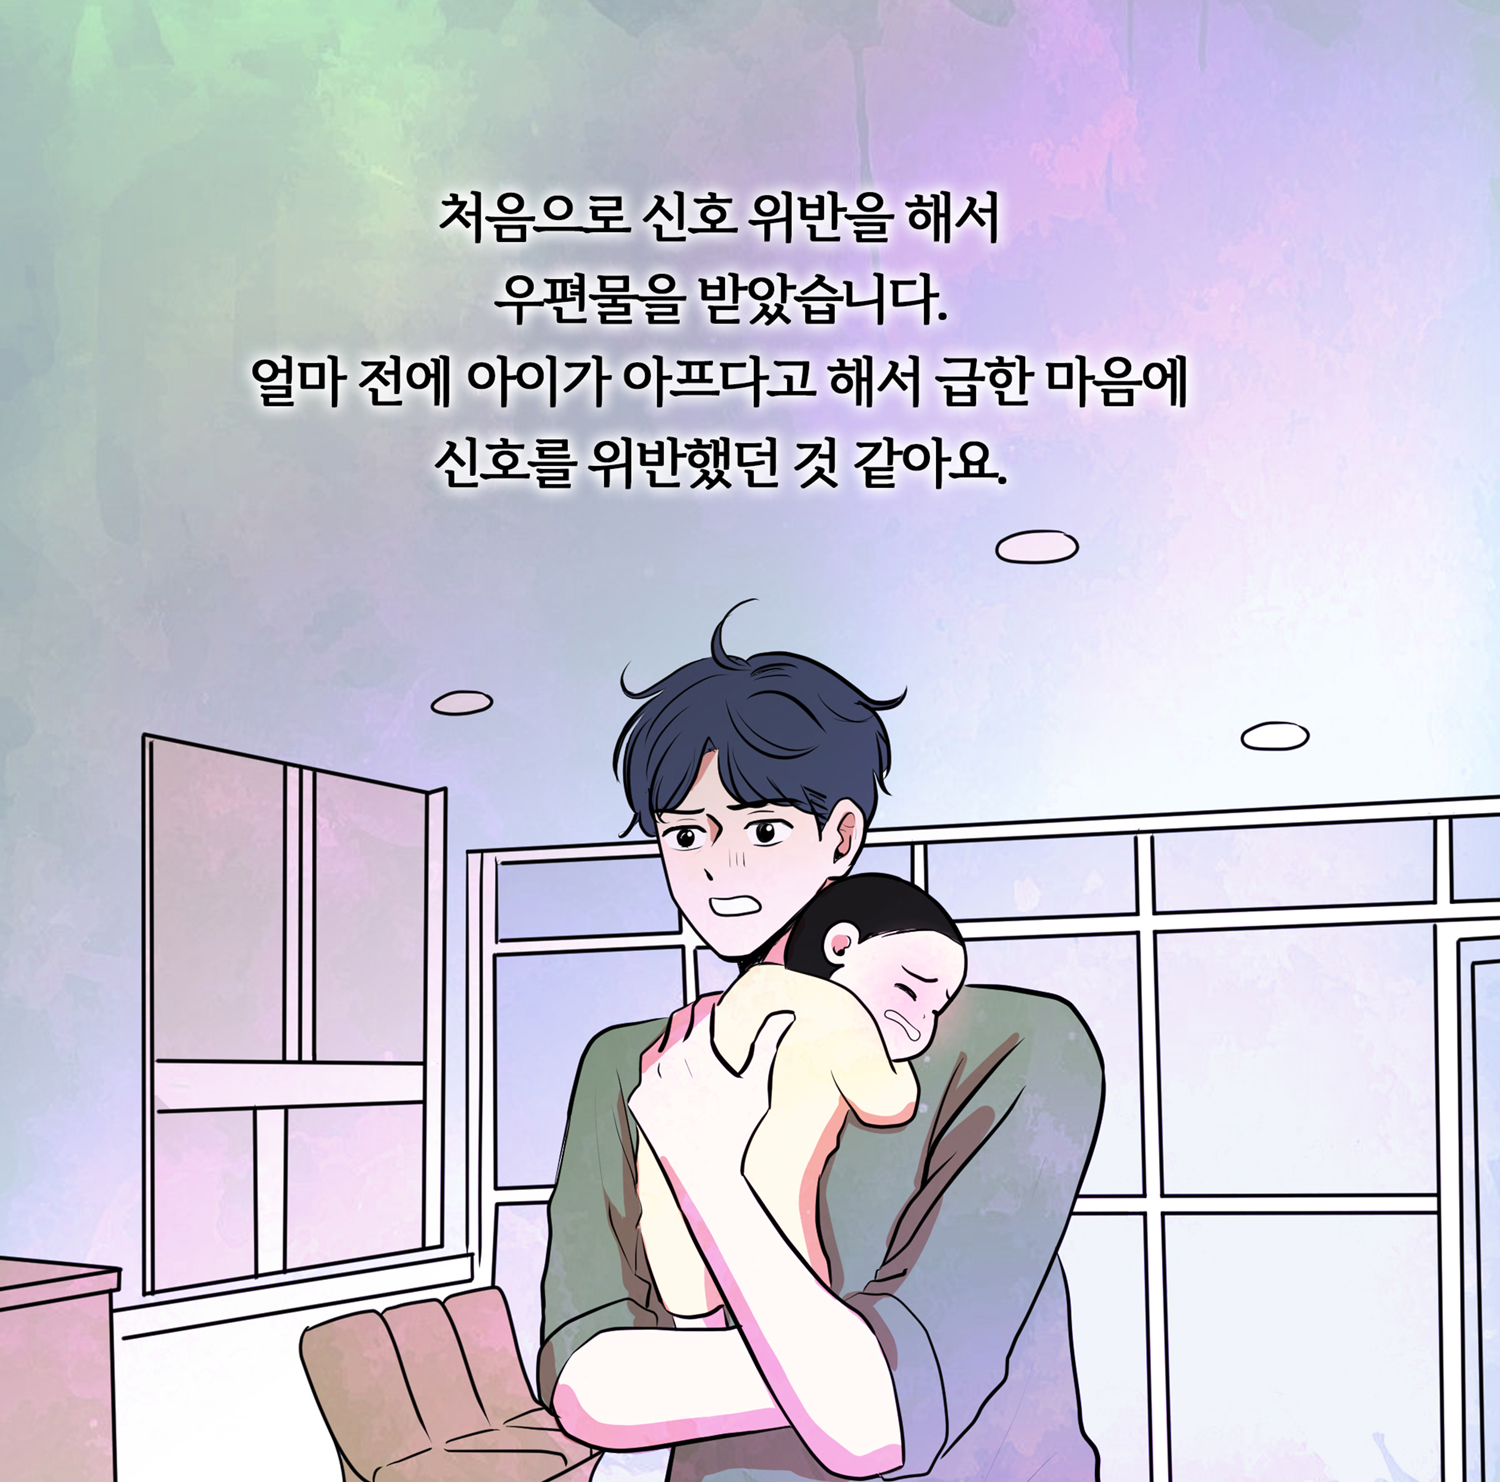 처음으로 신호 위반을 해서
우편물을 받았습니다.
얼마 전에 아이가 아프다고 해서 급한 마음에
신호를 위반했던 것 같아요.